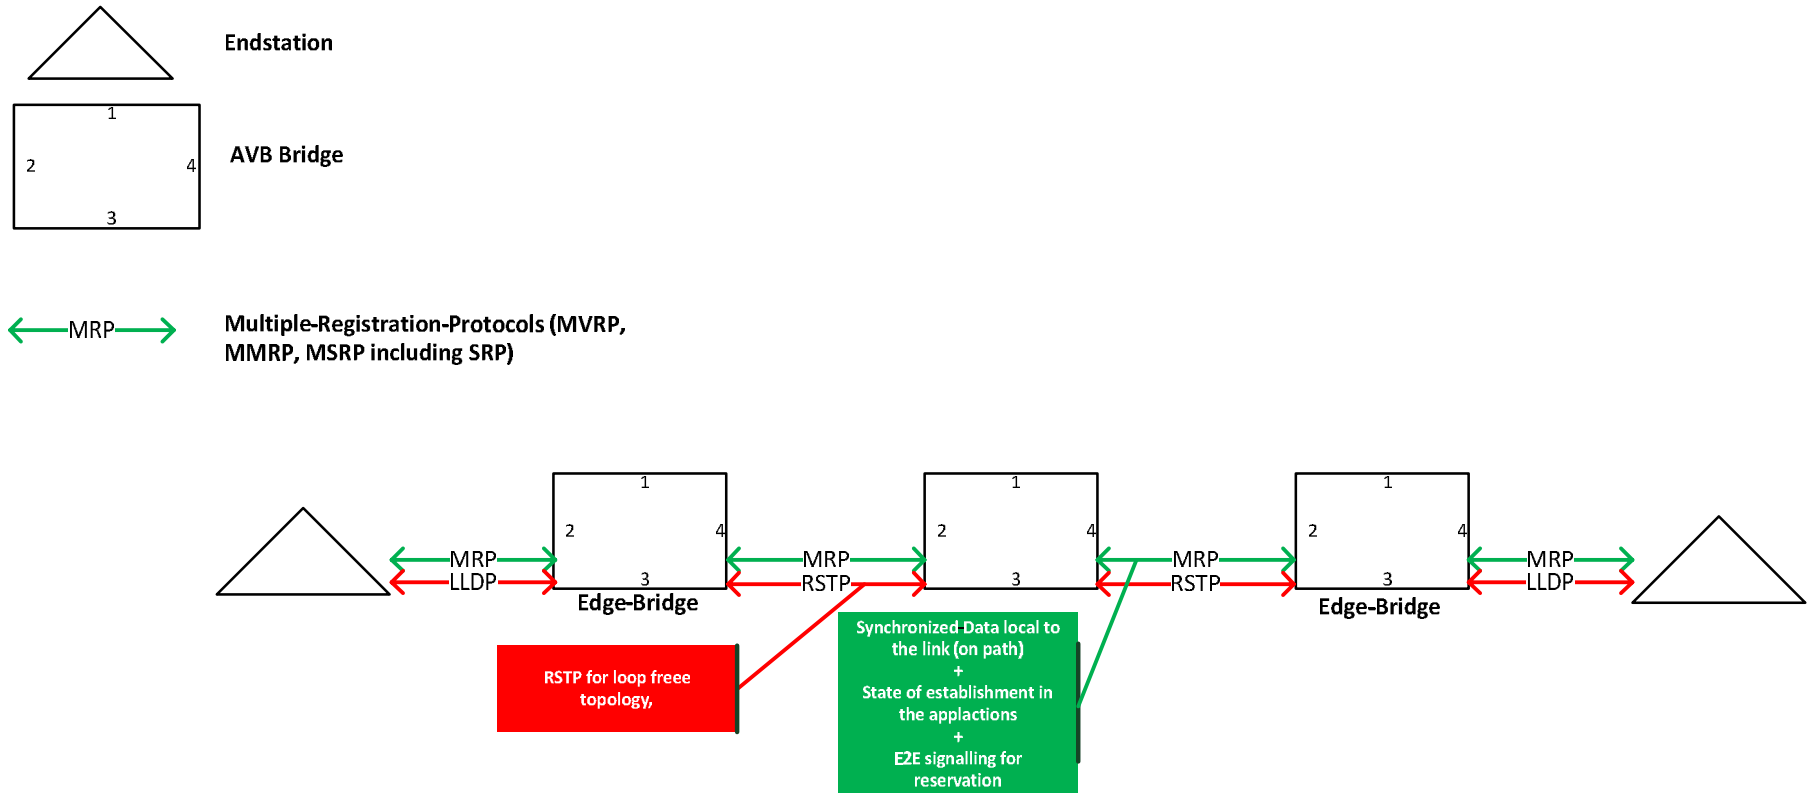 Endstation
1
2
4
3
AVB Bridge
MRP
Multiple-Registration-Protocols (MVRP,
MMRP, MSRP including SRP)
MRP
LLDP
1
2
4
3
Edge-Bridge
MRP
RSTP
1
2
4
3
MRP
RSTP
1
2
4
3
Edge-Bridge
MRP
LLDP
RSTP for loop freee
topology,
Synchronized-Data local to
the link (on path)
+
State of establishment in
the applactions
+
E2E signalling for
reservation